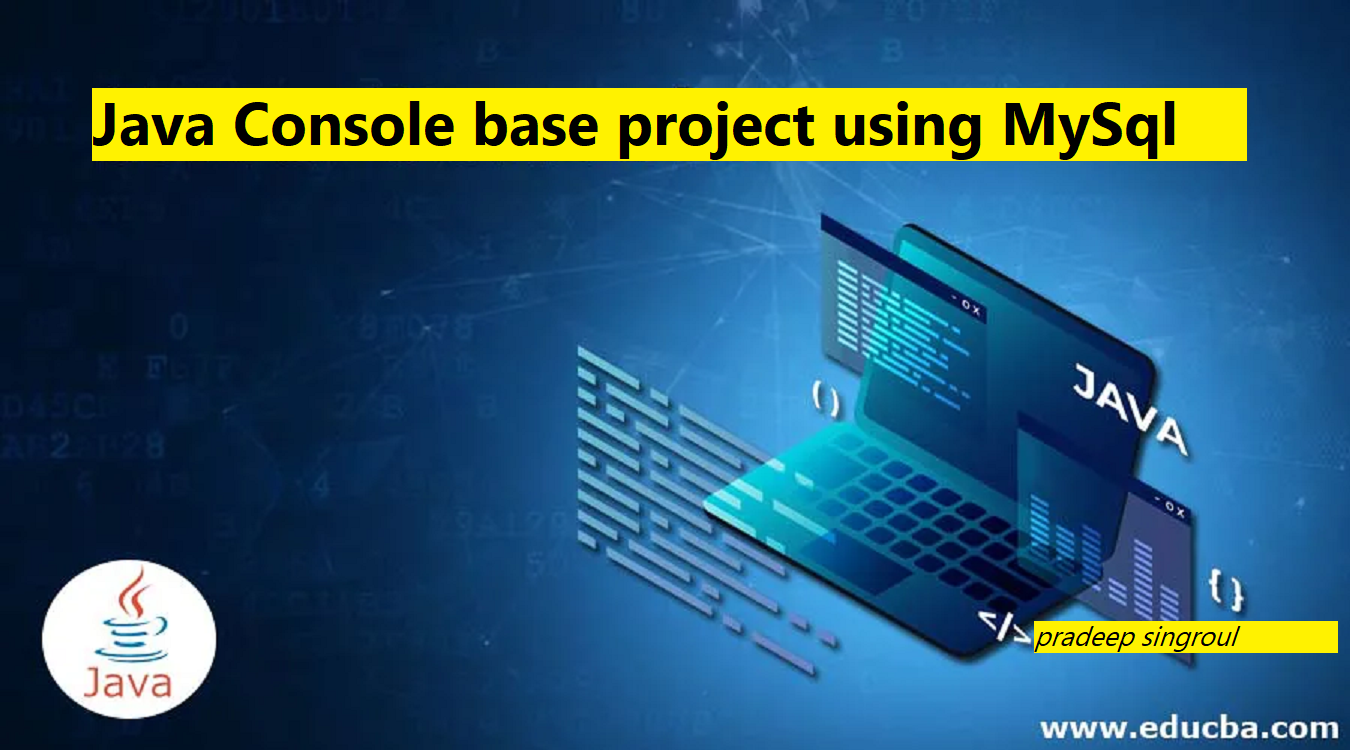 Java Console base project using MySql
- o x
( )
JAVA
- o x
{ }
</>
pradeep singroul
Java
www.educba.com